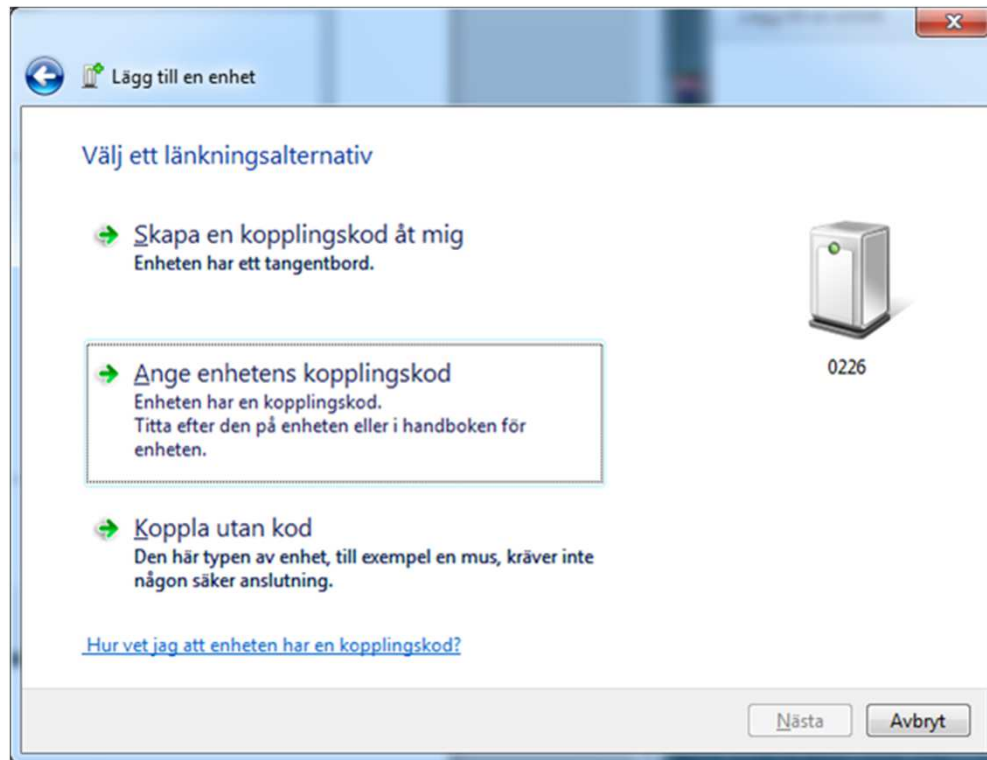 Lägg till en enhet
Välj ett länkningsalternativ
Skapa en kopplingskod åt mig
Enheten har ett tangentbord.
Ange enhetens kopplingskod
Enheten har en kopplingskod.
Titta efter den på enheten eller i handboken för
enheten.
0226
Koppla utan kod
Den här typen av enhet, till exempel en mus, kräver inte
någon säker anslutning.
Hur vet jag att enheten har en kopplingskod?
Nästa
Avbryt